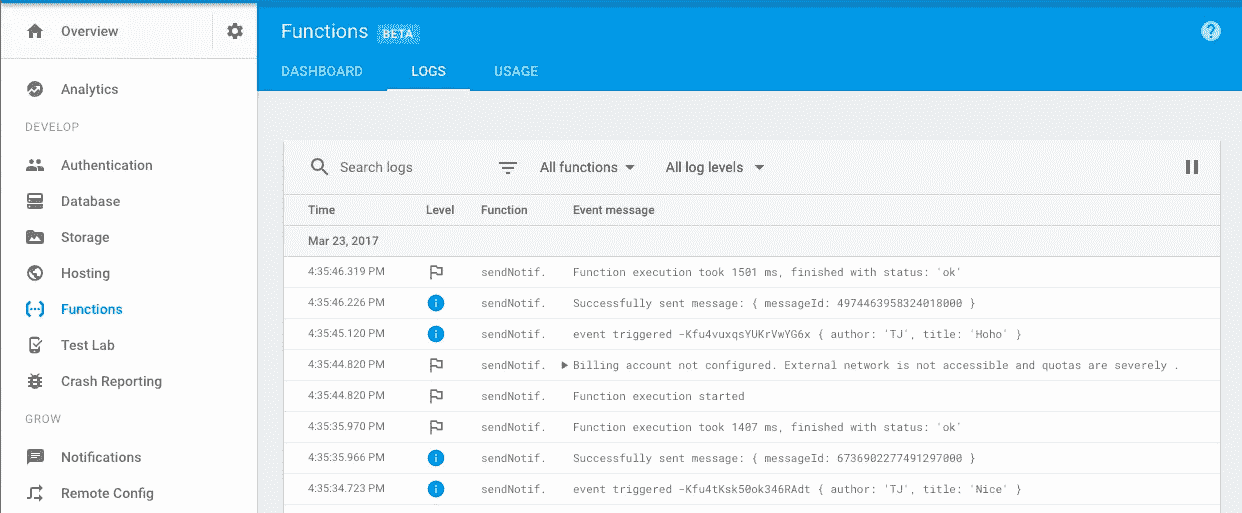 Overview
Functions BETA
DASHBOARD LOGS USAGE
Analytics
DEVELOP
Authentication
Database
Storage
Hosting
Functions
Test Lab
Crash Reporting
GROW
Notifications
Remote Config
Search logs All functions All log levels
Time Level Function Event message
Mar 23, 2017
4:35:46.319 PM sendNotif. Function execution took 1501 ms, finished with status: 'ok'
4:35:46.226 PM sendNotif. Successfully sent message: { messageId: 4974463958324018000 }
4:35:45.120 PM sendNotif. event triggered -Kfu4vuxqsYUKrVwYG6x { author: 'TJ', title: 'Hoho' }
4:35:44.820 PM sendNotif. Billing account not configured. External network is not accessible and quotas are severely .
4:35:44.820 PM sendNotif. Function execution started
4:35:35.970 PM sendNotif. Function execution took 1407 ms, finished with status: 'ok'
4:35:35.966 PM sendNotif. Successfully sent message: { messageId: 6736902277491297000 }
4:35:34.723 PM sendNotif. event triggered -Kfu4tKsk50ok346RAdt { author: 'TJ', title: 'Nice' }